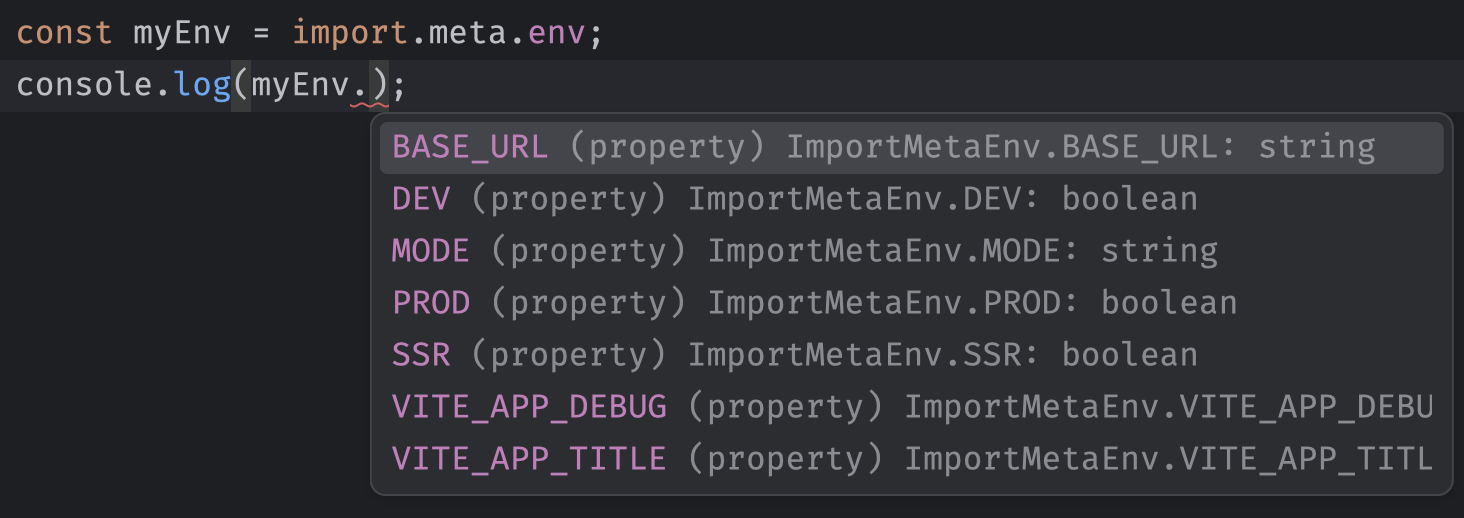 const myEnv = import.meta.env;
console.log(myEnv.);
BASE_URL (property) ImportMetaEnv.BASE_URL: string
DEV (property) ImportMetaEnv.DEV: boolean
MODE (property) ImportMetaEnv.MODE: string
PROD (property) ImportMetaEnv.PROD: boolean
SSR (property) ImportMetaEnv.SSR: boolean
VITE_APP_DEBUG (property) ImportMetaEnv.VITE_APP_DEBU
VITE_APP_TITLE (property) ImportMetaEnv.VITE_APP_TITL